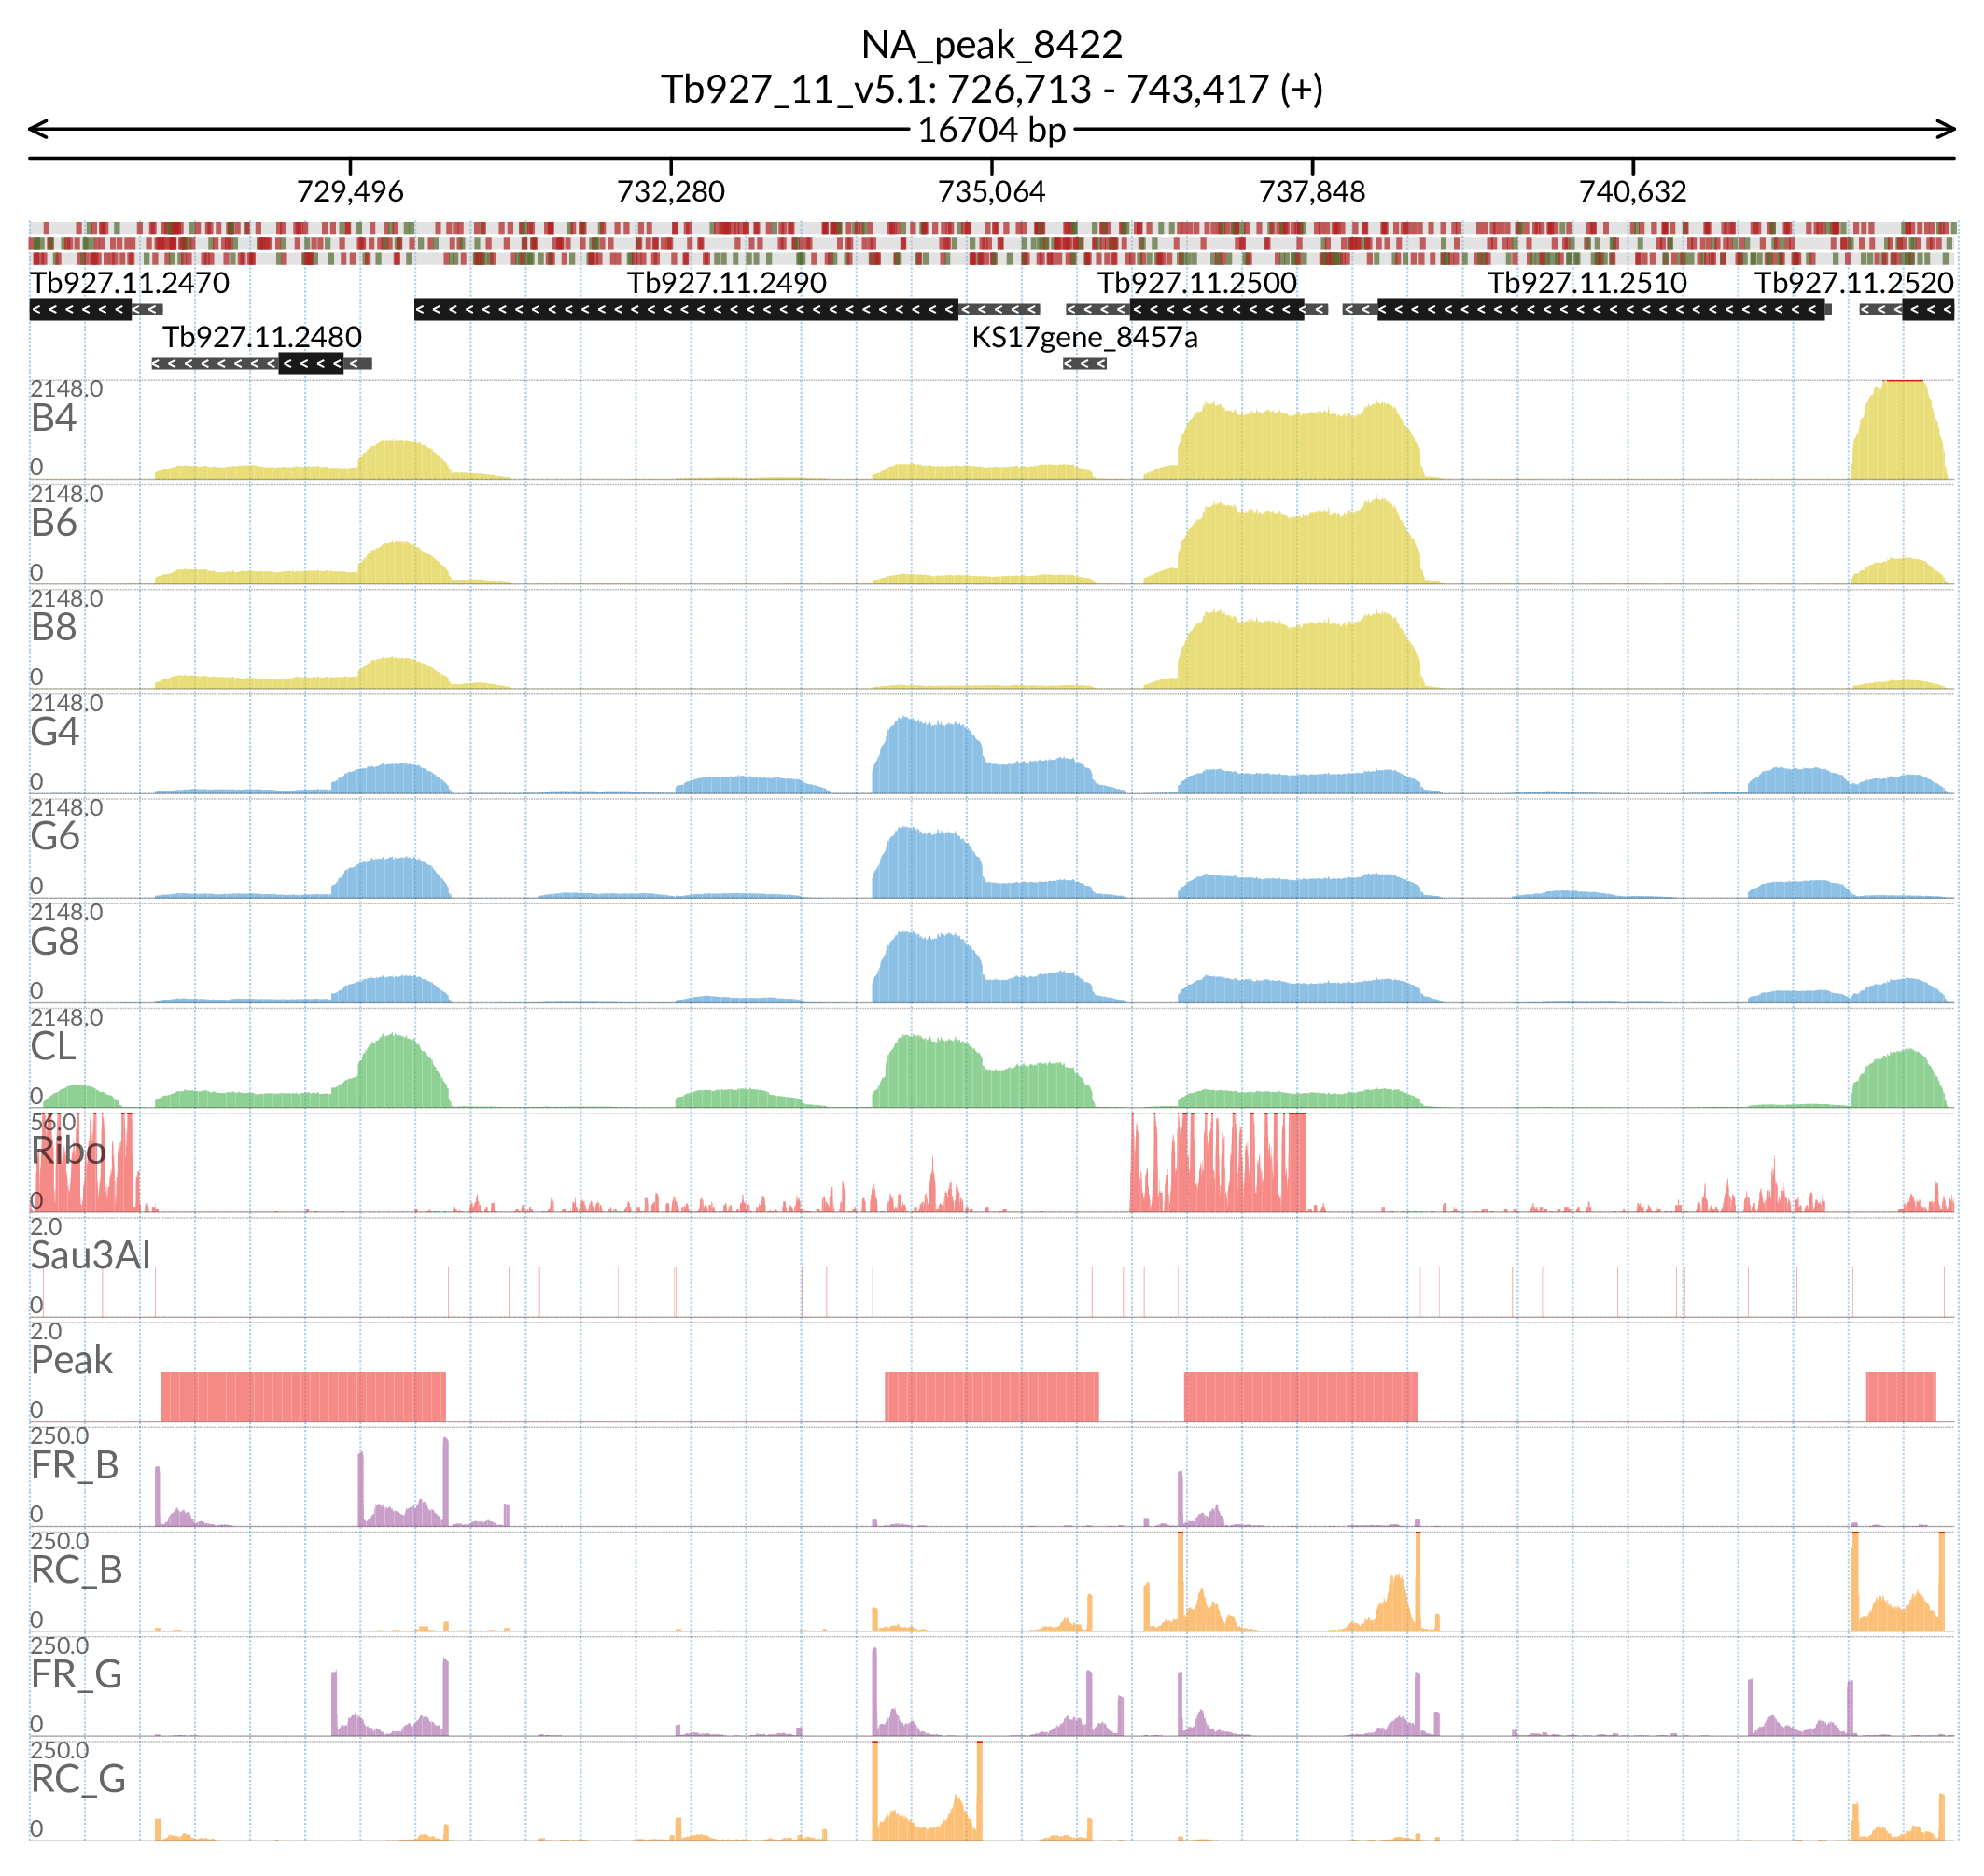 NA_peak_8422
Tb927_11_v5.1: 726,713 - 743,417 (+)
16704 bp
729,496 732,280 735,064 737,848 740,632
Tb927.11.2470 Tb927.11.2490 Tb927.11.2500 Tb927.11.2510 Tb927.11.2520
Tb927.11.2480 KS17gene_8457a
2148.0
B4
0
2148.0
B6
0
2148.0
B8
0
2148.0
G4
0
2148.0
G6
0
2148.0
G8
0
2148.0
CL
0
56.0
Ribo
0
2.0
Sau3AI
0
2.0
Peak
0
250.0
FR_B
0
250.0
RC_B
0
250.0
FR_G
0
250.0
RC_G
0